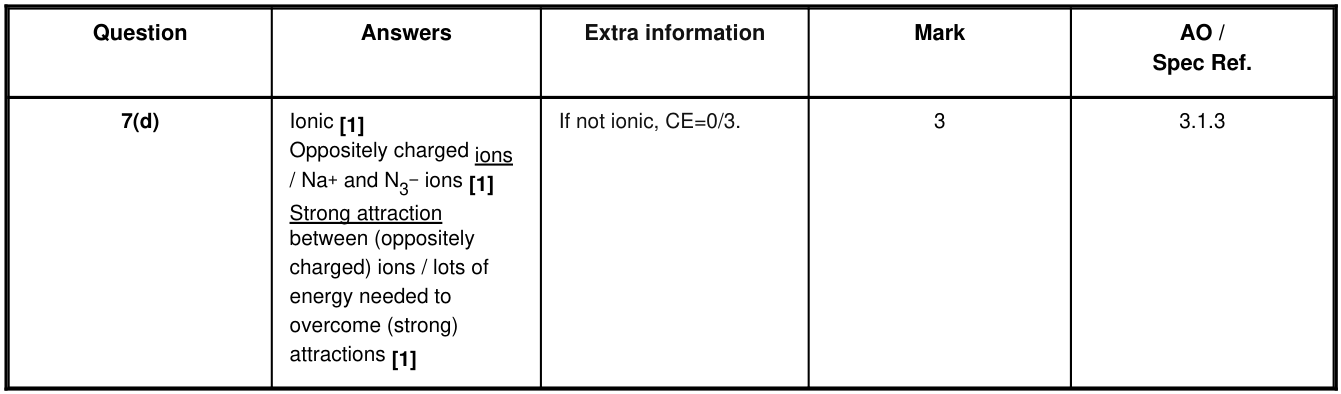 Question Answers Extra information Mark AO /
Spec Ref.
7(d) Ionic [1] If not ionic, CE=0/3. 3 3.1.3
Oppositely charged ions
/ Na⁺ and N₃⁻ ions [1]
Strong attraction
between (oppositely
charged) ions / lots of
energy needed to
overcome (strong)
attractions [1]